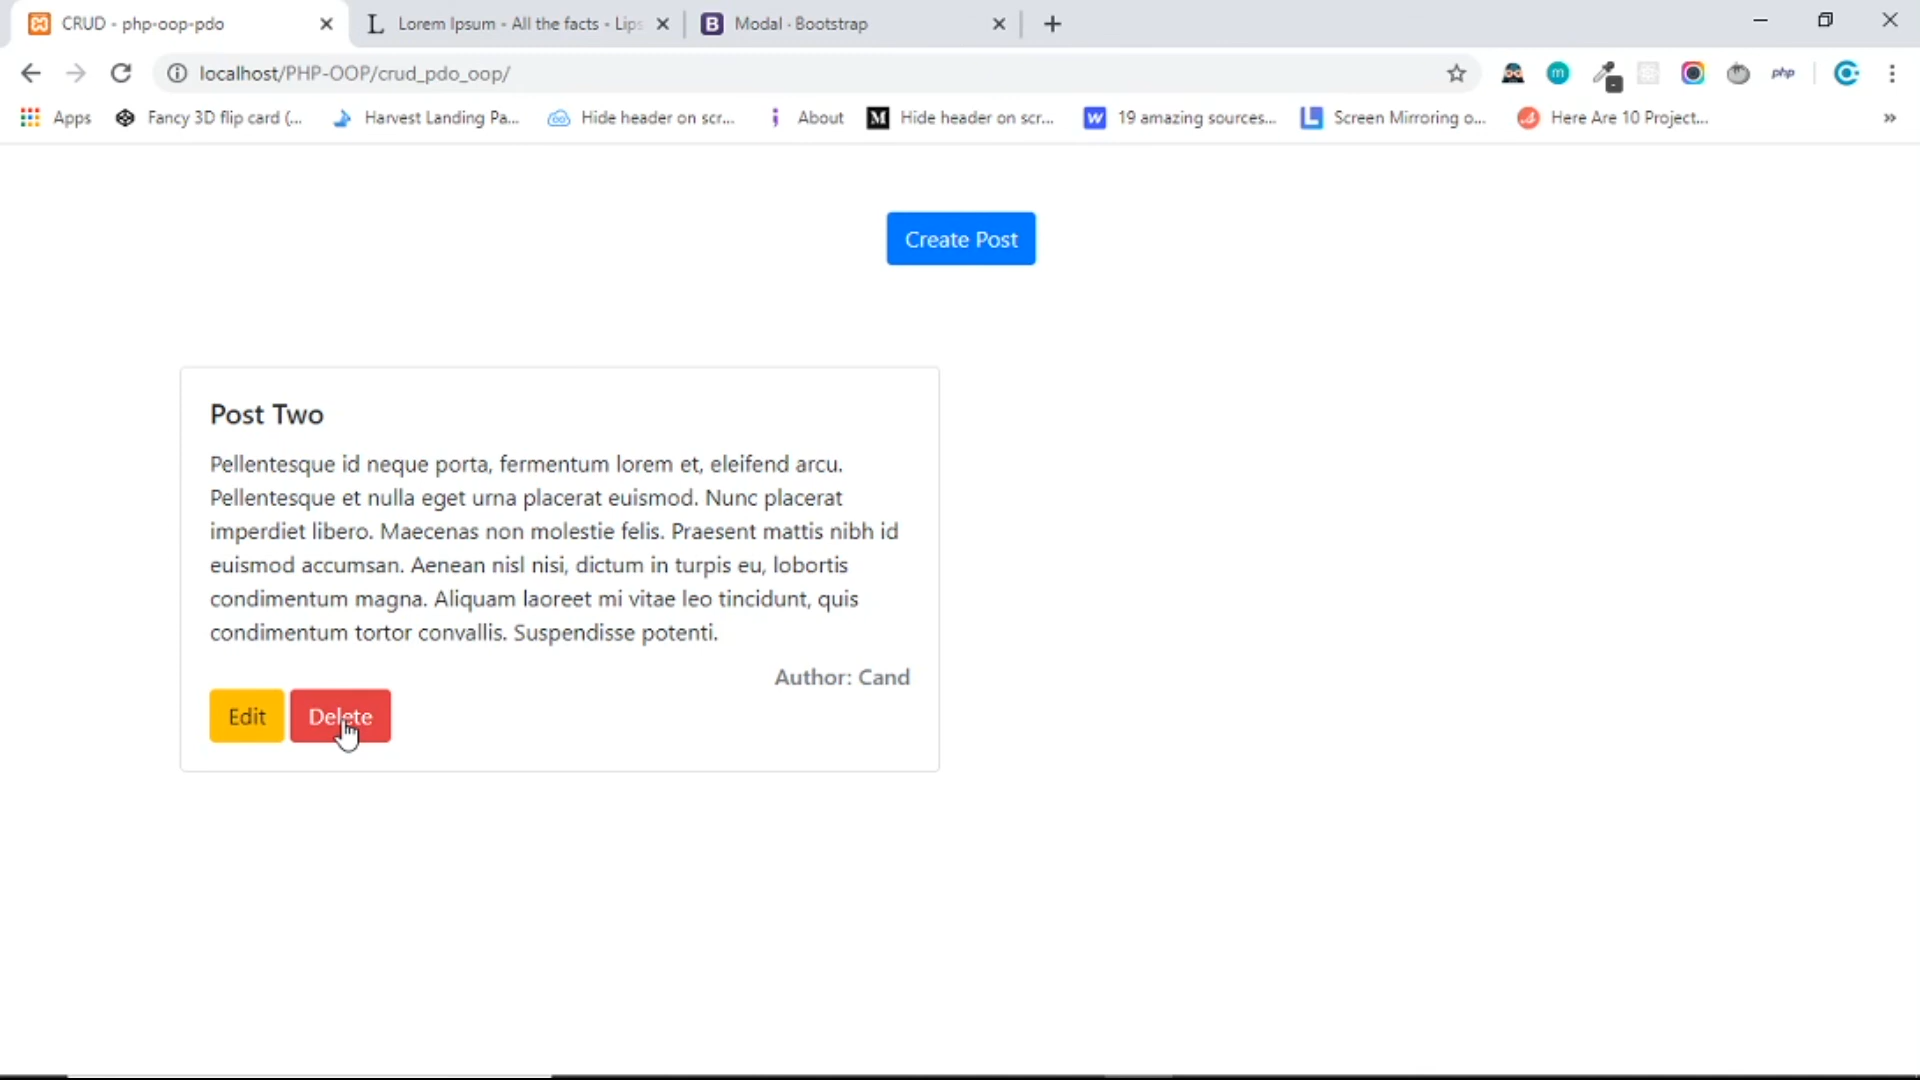 CRUD - php-oop-pdo
Lorem Ipsum - All the facts - Lips
B Modal · Bootstrap
localhost/PHP-OOP/crud_pdo_oop/
m
php
Apps
Fancy 3D flip card (...
Harvest Landing Pa...
Hide header on scr...
i About
M Hide header on scr...
W 19 amazing sources...
L Screen Mirroring o...
Here Are 10 Project...
»
Create Post
Post Two
Pellentesque id neque porta, fermentum lorem et, eleifend arcu.
Pellentesque et nulla eget urna placerat euismod. Nunc placerat
imperdiet libero. Maecenas non molestie felis. Praesent mattis nibh id
euismod accumsan. Aenean nisl nisi, dictum in turpis eu, lobortis
condimentum magna. Aliquam laoreet mi vitae leo tincidunt, quis
condimentum tortor convallis. Suspendisse potenti.
Author: Cand
Edit
Delete